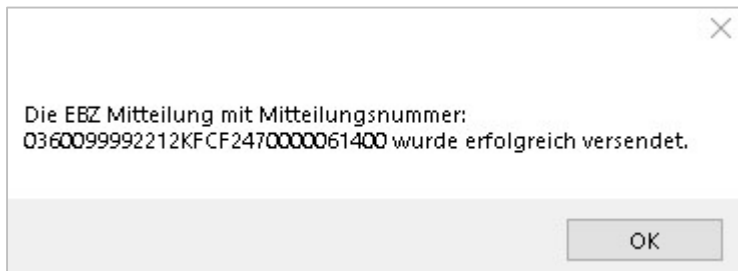 Die EBZ Mitteilung mit Mitteilungsnummer:
0360099992212KFCF2470000061400 wurde erfolgreich versendet.
OK